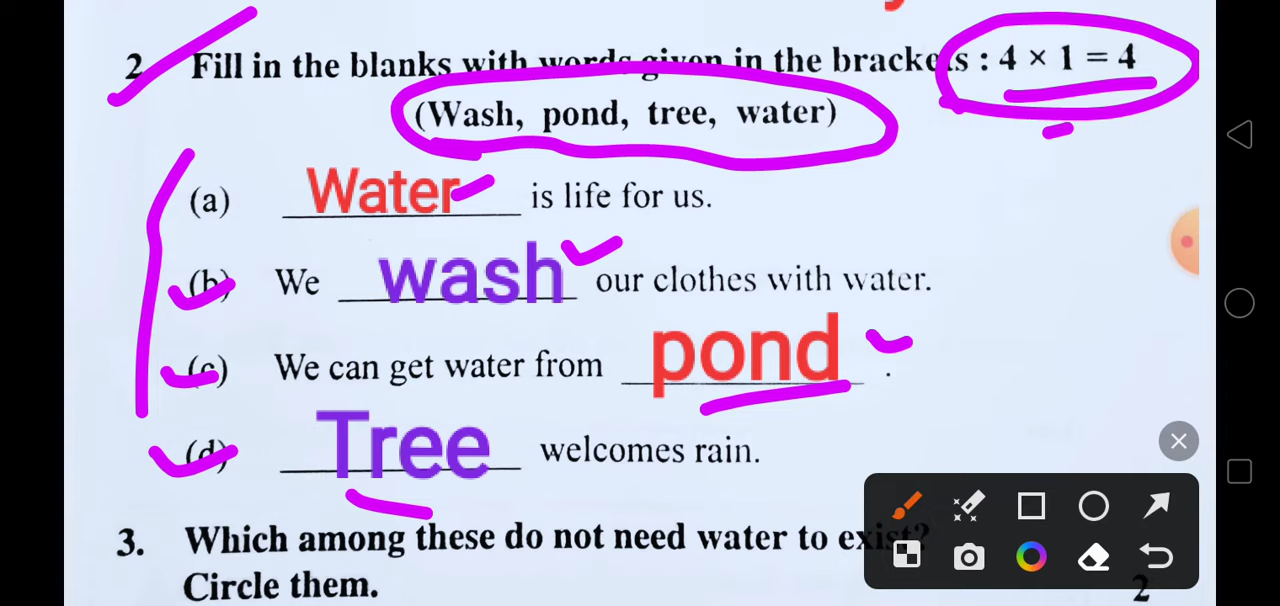 2. Fill in the blanks with words given in the brackets : 4 × 1 = 4
(Wash, pond, tree, water)
(a) Water is life for us.
(b) We wash our clothes with water.
(c) We can get water from pond .
(d) Tree welcomes rain.
3. Which among these do not need water to exist?
Circle them. 2